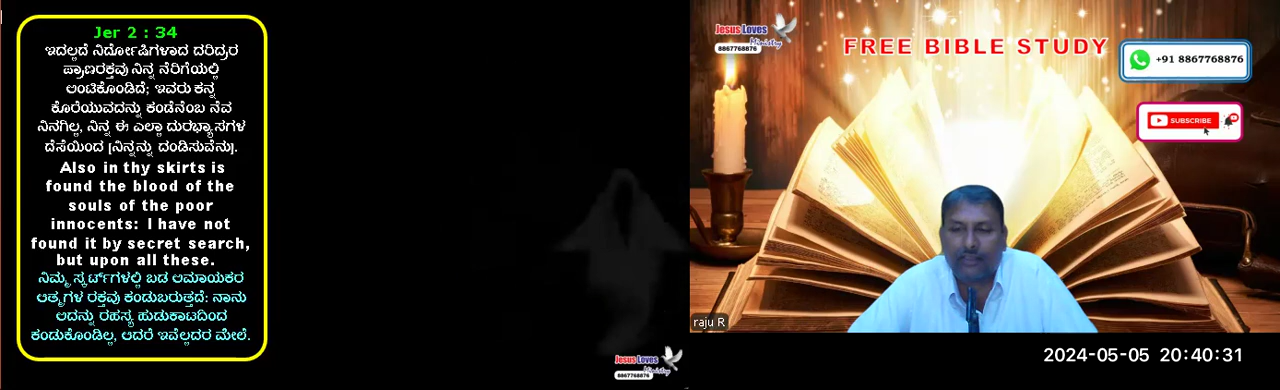 Jer 2 : 34
ಇದಲ್ಲದೆ ನಿರ್ದೋಷಿಗಳಾದ ದರಿದ್ರರ
ಪ್ರಾಣರಕ್ತವು ನಿನ್ನ ನೆರಿಗೆಯಲ್ಲಿ
ಅಂಟಿಕೊಂಡಿದೆ; ಇವರು ಕನ್ನ
ಕೊರೆಯುವದನ್ನು ಕಂಡೆನೆಂಬ ನೆವ
ನಿನಗಿಲ್ಲ, ನಿನ್ನ ಈ ಎಲ್ಲಾ ದುರಭ್ಯಾಸಗಳ
ದೆಸೆಯಿಂದ [ನಿನ್ನನ್ನು ದಂಡಿಸುವೆನು].
Also in thy skirts is
found the blood of the
souls of the poor
innocents: I have not
found it by secret search,
but upon all these.
ನಿಮ್ಮ ಸ್ಕರ್ಟ್‌ಗಳಲ್ಲಿ ಬಡ ಅಮಾಯಕರ
ಆತ್ಮಗಳ ರಕ್ತವು ಕಂಡುಬರುತ್ತದೆ: ನಾನು
ಅದನ್ನು ರಹಸ್ಯ ಹುಡುಕಾಟದಿಂದ
ಕಂಡುಕೊಂಡಿಲ್ಲ, ಆದರೆ ಇವೆಲ್ಲದರ ಮೇಲೆ.
Jesus Loves
Ministry
8867768876
Jesus Loves
Ministry
8867768876
FREE BIBLE STUDY
+91 8867768876
SUBSCRIBE
raju R
2024-05-05 20:40:31